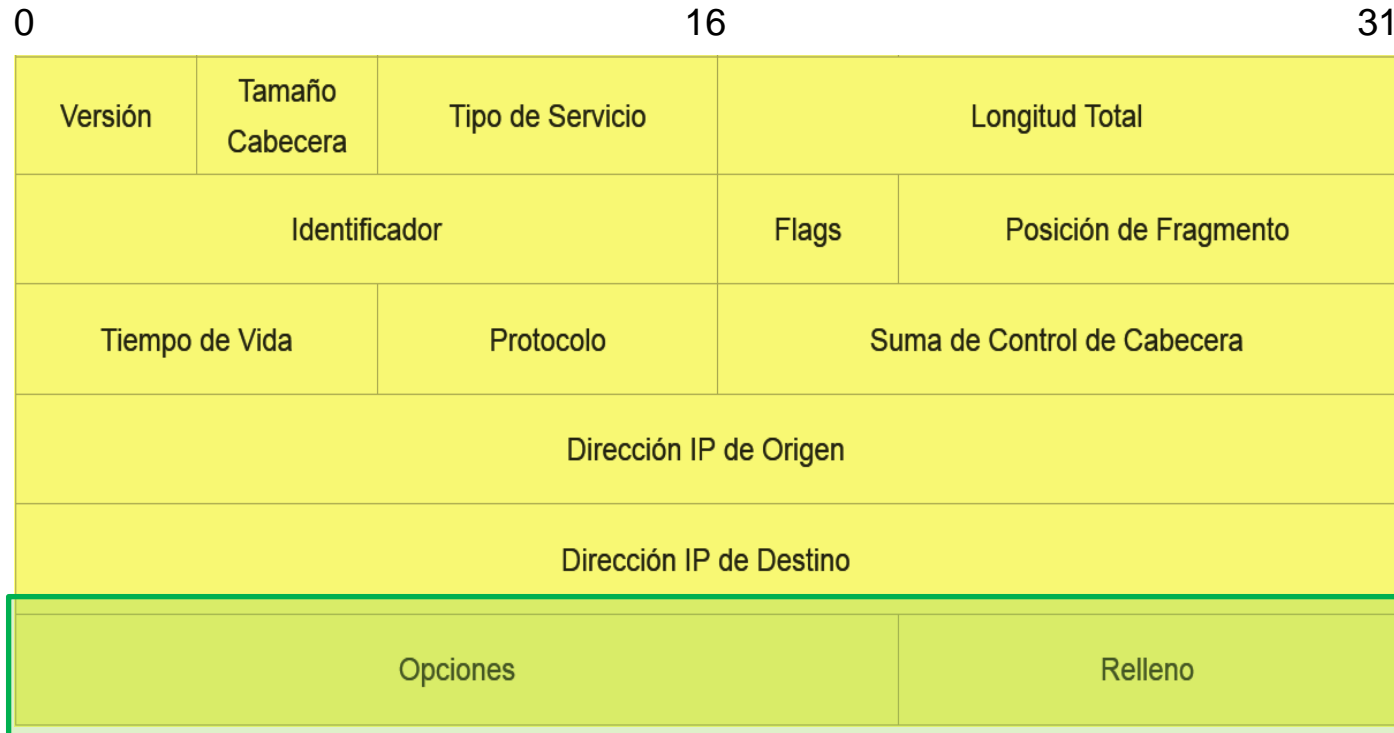 0 16 31
Versión Tamaño Cabecera Tipo de Servicio Longitud Total
Identificador Flags Posición de Fragmento
Tiempo de Vida Protocolo Suma de Control de Cabecera
Dirección IP de Origen
Dirección IP de Destino
Opciones Relleno